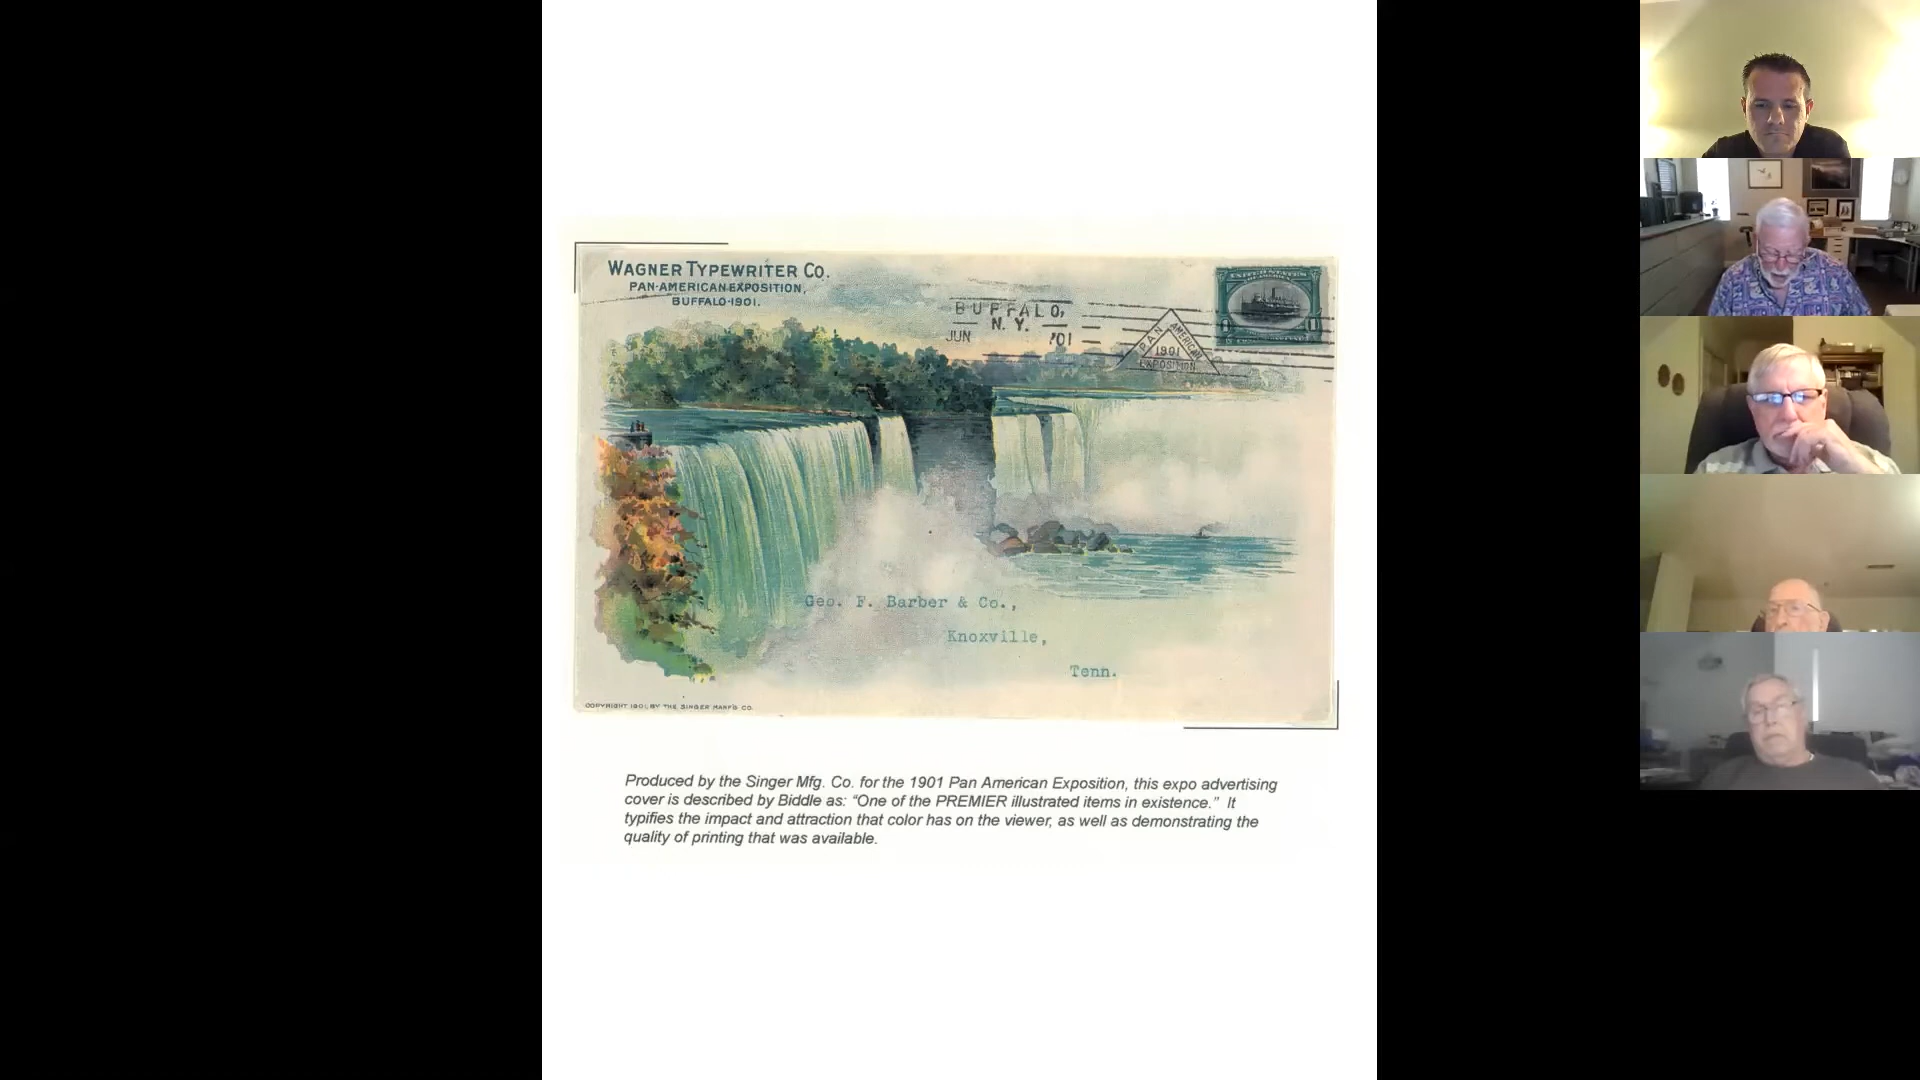 WAGNER TYPEWRITER CO.
PAN-AMERICAN EXPOSITION,
BUFFALO-1901.
BUFFALO,
N. Y.
JUN '01
PAN AMERICAN
1901
EXPOSITION
UNITED STATES
1 1
Geo. F. Barber & Co.,
Knoxville,
Tenn.
COPYRIGHT 1901, BY THE SINGER MANF'G CO.
Produced by the Singer Mfg. Co. for the 1901 Pan American Exposition, this expo advertising
cover is described by Biddle as: “One of the PREMIER illustrated items in existence.” It
typifies the impact and attraction that color has on the viewer, as well as demonstrating the
quality of printing that was available.